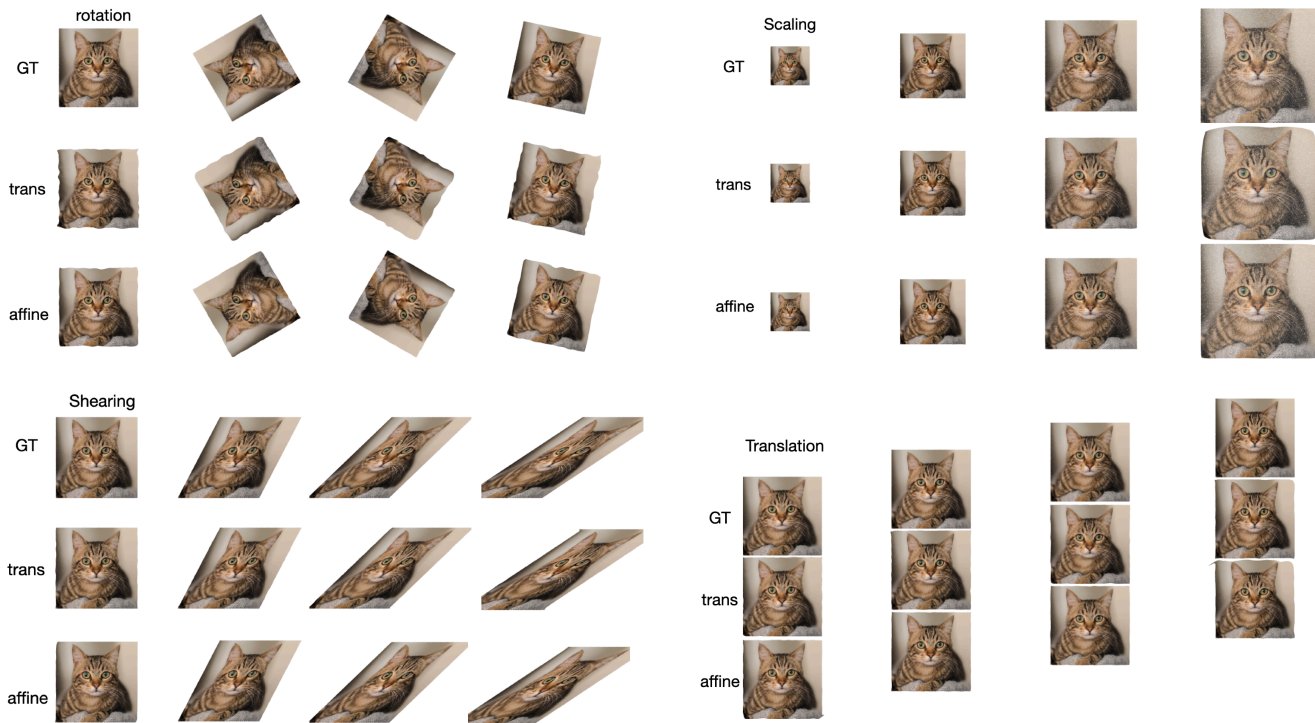 rotation
GT
trans
affine
Scaling
GT
trans
affine
Shearing
GT
trans
affine
Translation
GT
trans
affine